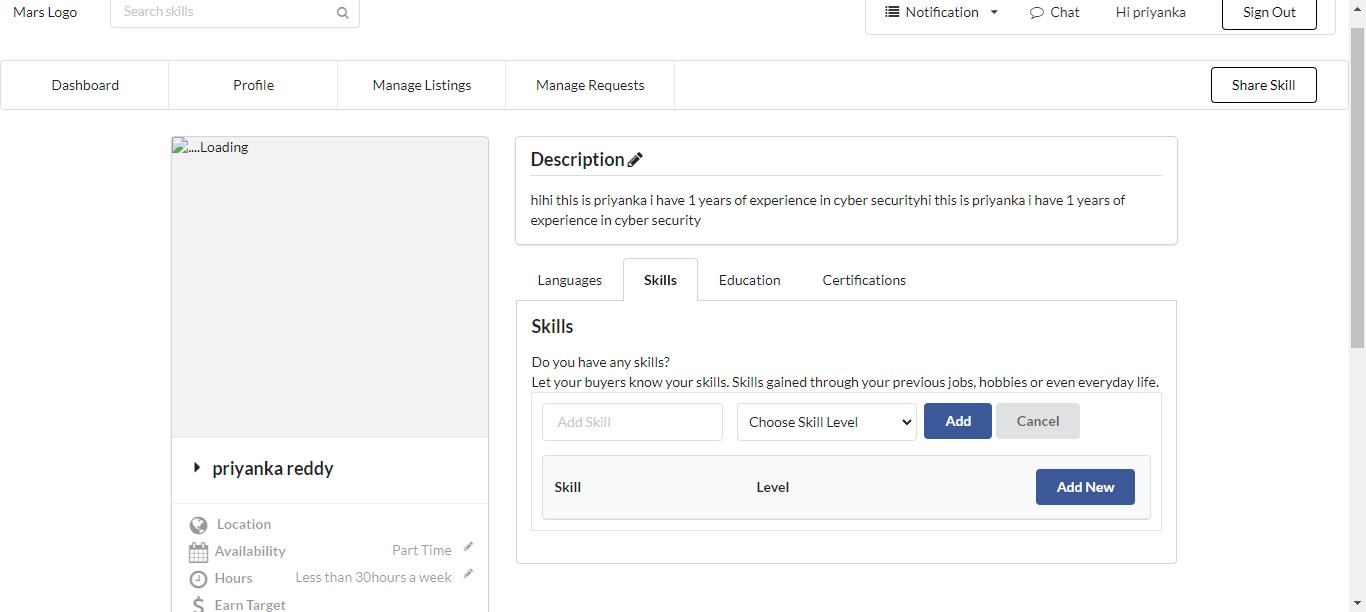 Mars Logo
Search skills
Notification
Chat
Hi priyanka
Sign Out
Dashboard
Profile
Manage Listings
Manage Requests
Share Skill
....Loading
priyanka reddy
Location
Availability Part Time
Hours Less than 30hours a week
Earn Target
Description
hihi this is priyanka i have 1 years of experience in cyber securityhi this is priyanka i have 1 years of
experience in cyber security
Languages
Skills
Education
Certifications
Skills
Do you have any skills?
Let your buyers know your skills. Skills gained through your previous jobs, hobbies or even everyday life.
Add Skill
Choose Skill Level
Add
Cancel
Skill
Level
Add New